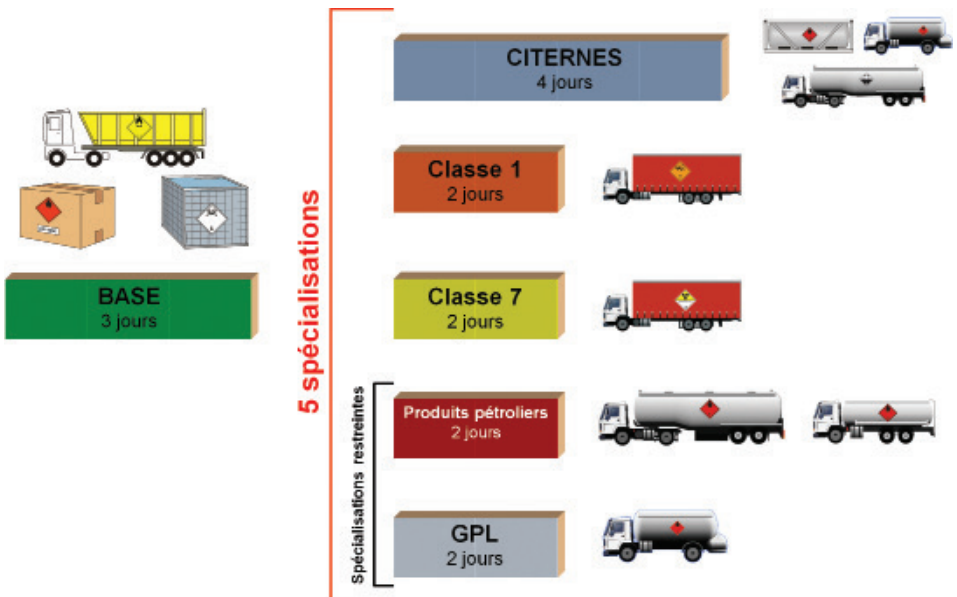 BASE
3 jours
5 spécialisations
CITERNES
4 jours
Classe 1
2 jours
Classe 7
2 jours
Spécialisations restreintes
Produits pétroliers
2 jours
GPL
2 jours